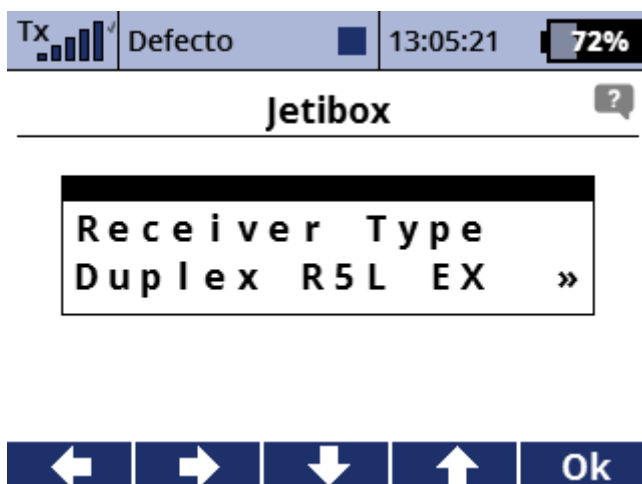 Tx Defecto 13:05:21 72%
Jetibox ?
Receiver Type
Duplex R5L EX »
Ok